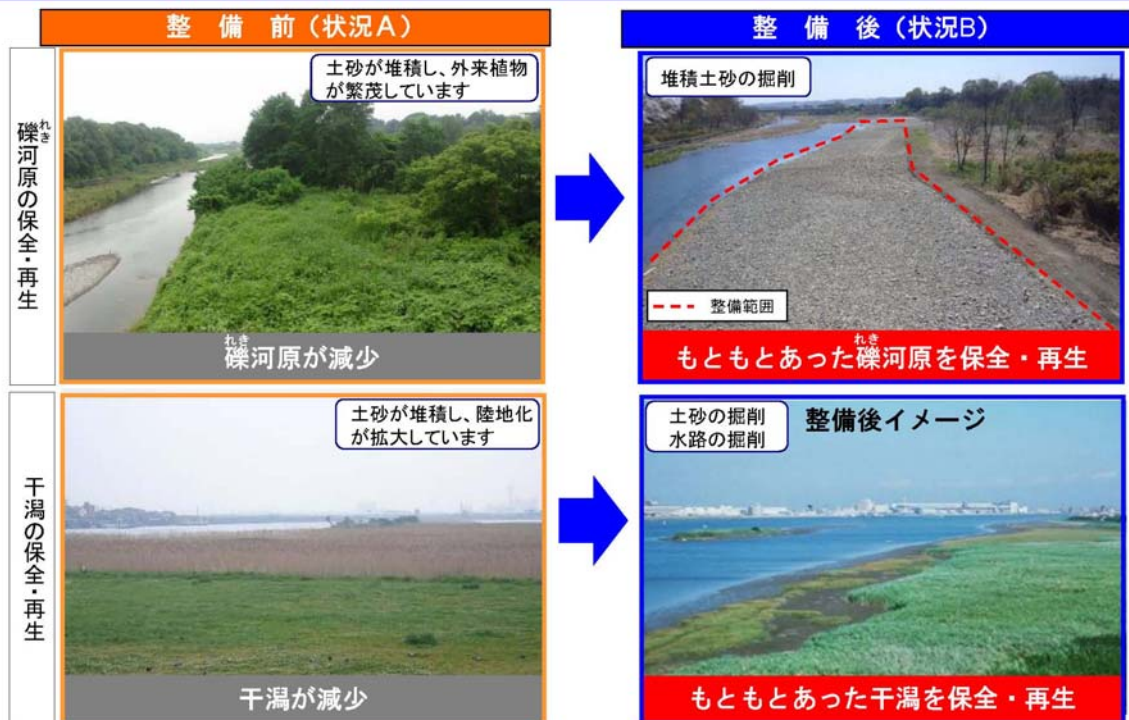 整備前（状況A）
整備後（状況B）
礫河原の保全・再生
れき
土砂が堆積し、外来植物
が繁茂しています
れき
礫河原が減少
堆積土砂の掘削
整備範囲
れき
もともとあった礫河原を保全・再生
干潟の保全・再生
土砂が堆積し、陸地化
が拡大しています
干潟が減少
土砂の掘削
水路の掘削
整備後イメージ
もともとあった干潟を保全・再生